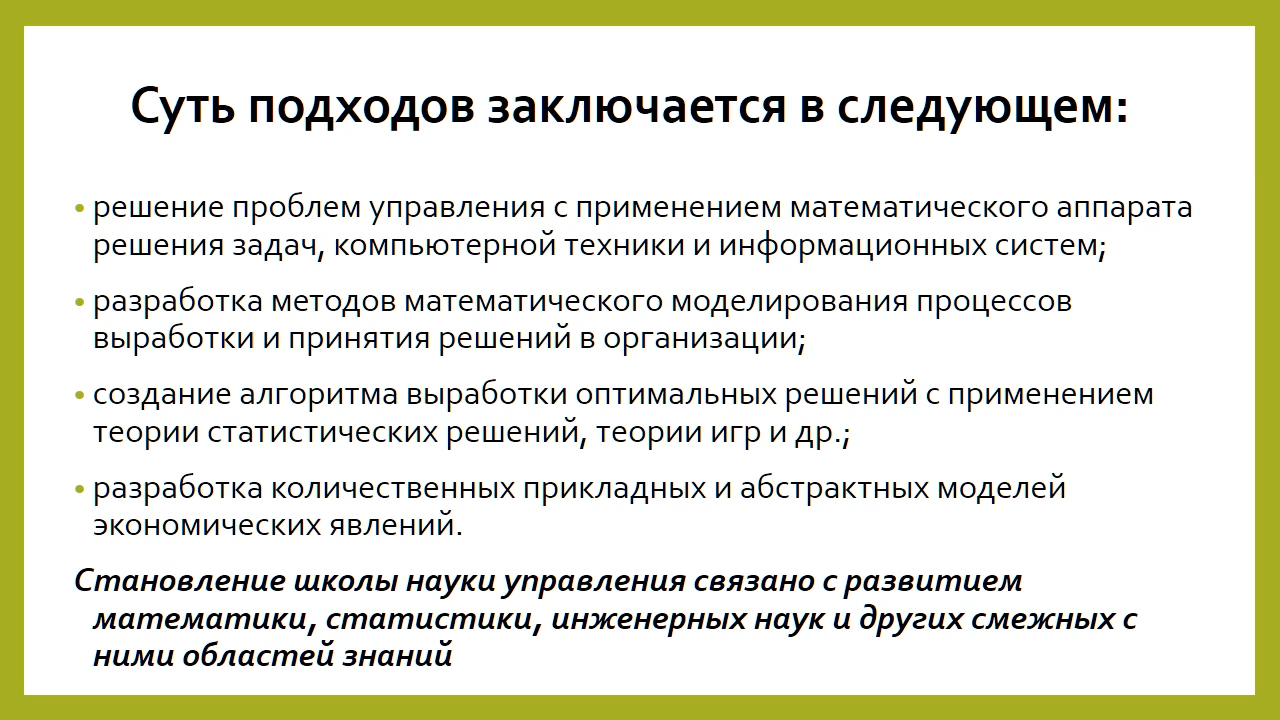 Суть подходов заключается в следующем:
• решение проблем управления с применением математического аппарата
решения задач, компьютерной техники и информационных систем;
• разработка методов математического моделирования процессов
выработки и принятия решений в организации;
• создание алгоритма выработки оптимальных решений с применением
теории статистических решений, теории игр и др.;
• разработка количественных прикладных и абстрактных моделей
экономических явлений.
Становление школы науки управления связано с развитием
математики, статистики, инженерных наук и других смежных с
ними областей знаний